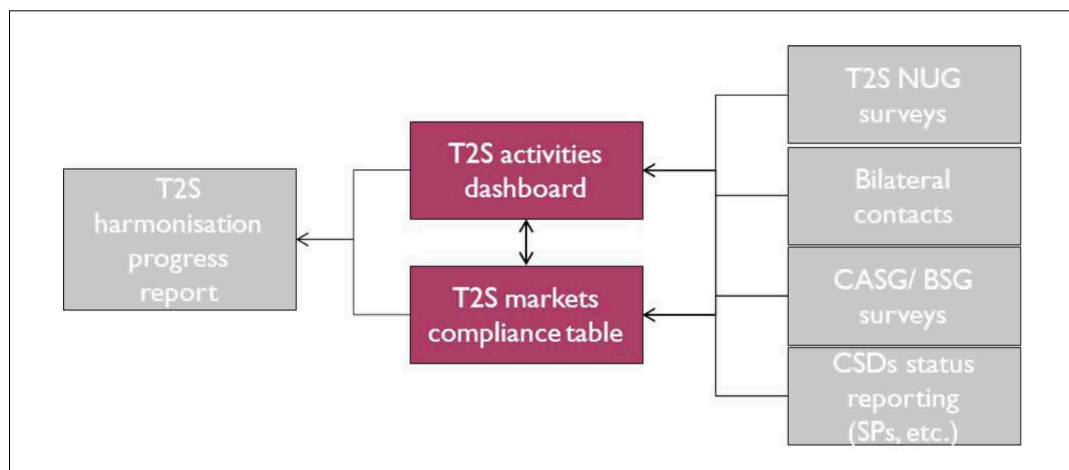 T2S
harmonisation
progress
report
T2S activities
dashboard
T2S markets
compliance table
T2S NUG
surveys
Bilateral
contacts
CASG/ BSG
surveys
CSDs status
reporting
(SPs, etc.)